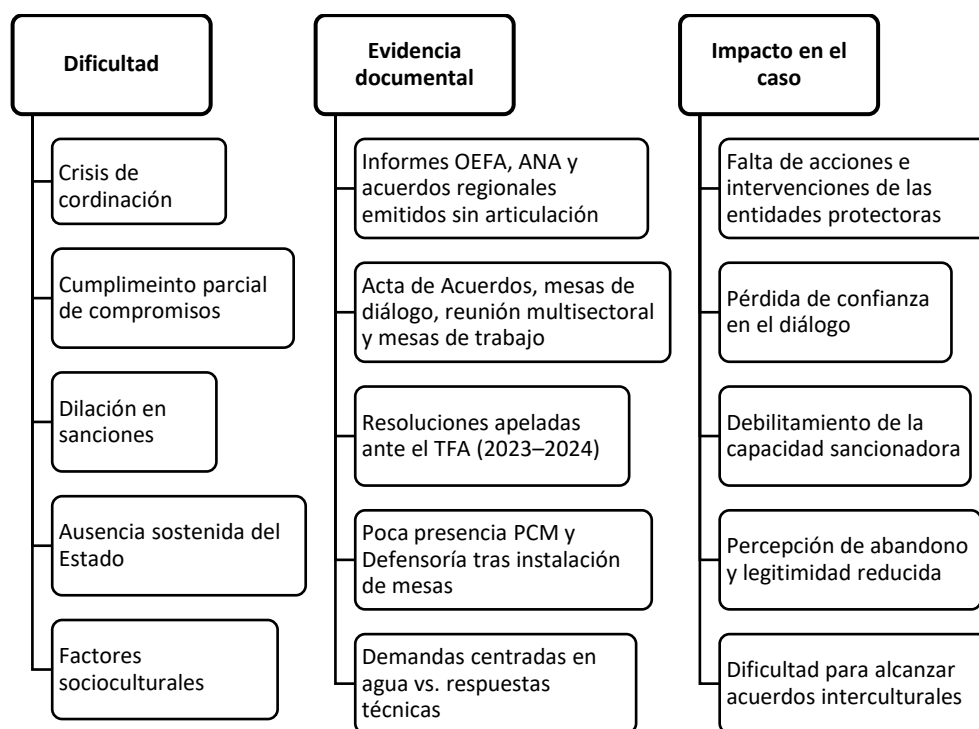 Dificultad
Crisis de
cordinación
Cumplimeinto parcial
de compromisos
Dilación en
sanciones
Ausencia sostenida del
Estado
Factores
socioculturales
Evidencia
documental
Informes OEFA, ANA y
acuerdos regionales
emitidos sin articulación
Acta de Acuerdos, mesas de
diálogo, reunión multisectoral
y mesas de trabajo
Resoluciones apeladas
ante el TFA (2023–2024)
Poca presencia PCM y
Defensoría tras instalación
de mesas
Demandas centradas en
agua vs. respuestas
técnicas
Impacto en el
caso
Falta de acciones e
intervenciones de las
entidades protectoras
Pérdida de confianza
en el diálogo
Debilitamiento de la
capacidad sancionadora
Percepción de abandono
y legitimidad reducida
Dificultad para alcanzar
acuerdos interculturales